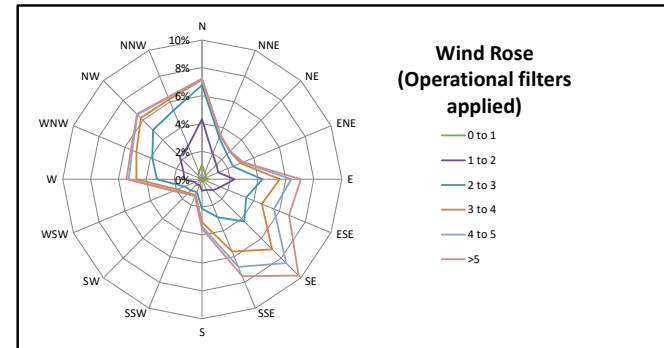 N
10%
NNW
NNE
8%
NW
NE
6%
4%
WNW
ENE
2%
W
0%
E
WSW
ESE
SW
SE
SSW
SSE
S
Wind Rose
(Operational filters
applied)
0 to 1
1 to 2
2 to 3
3 to 4
4 to 5
>5